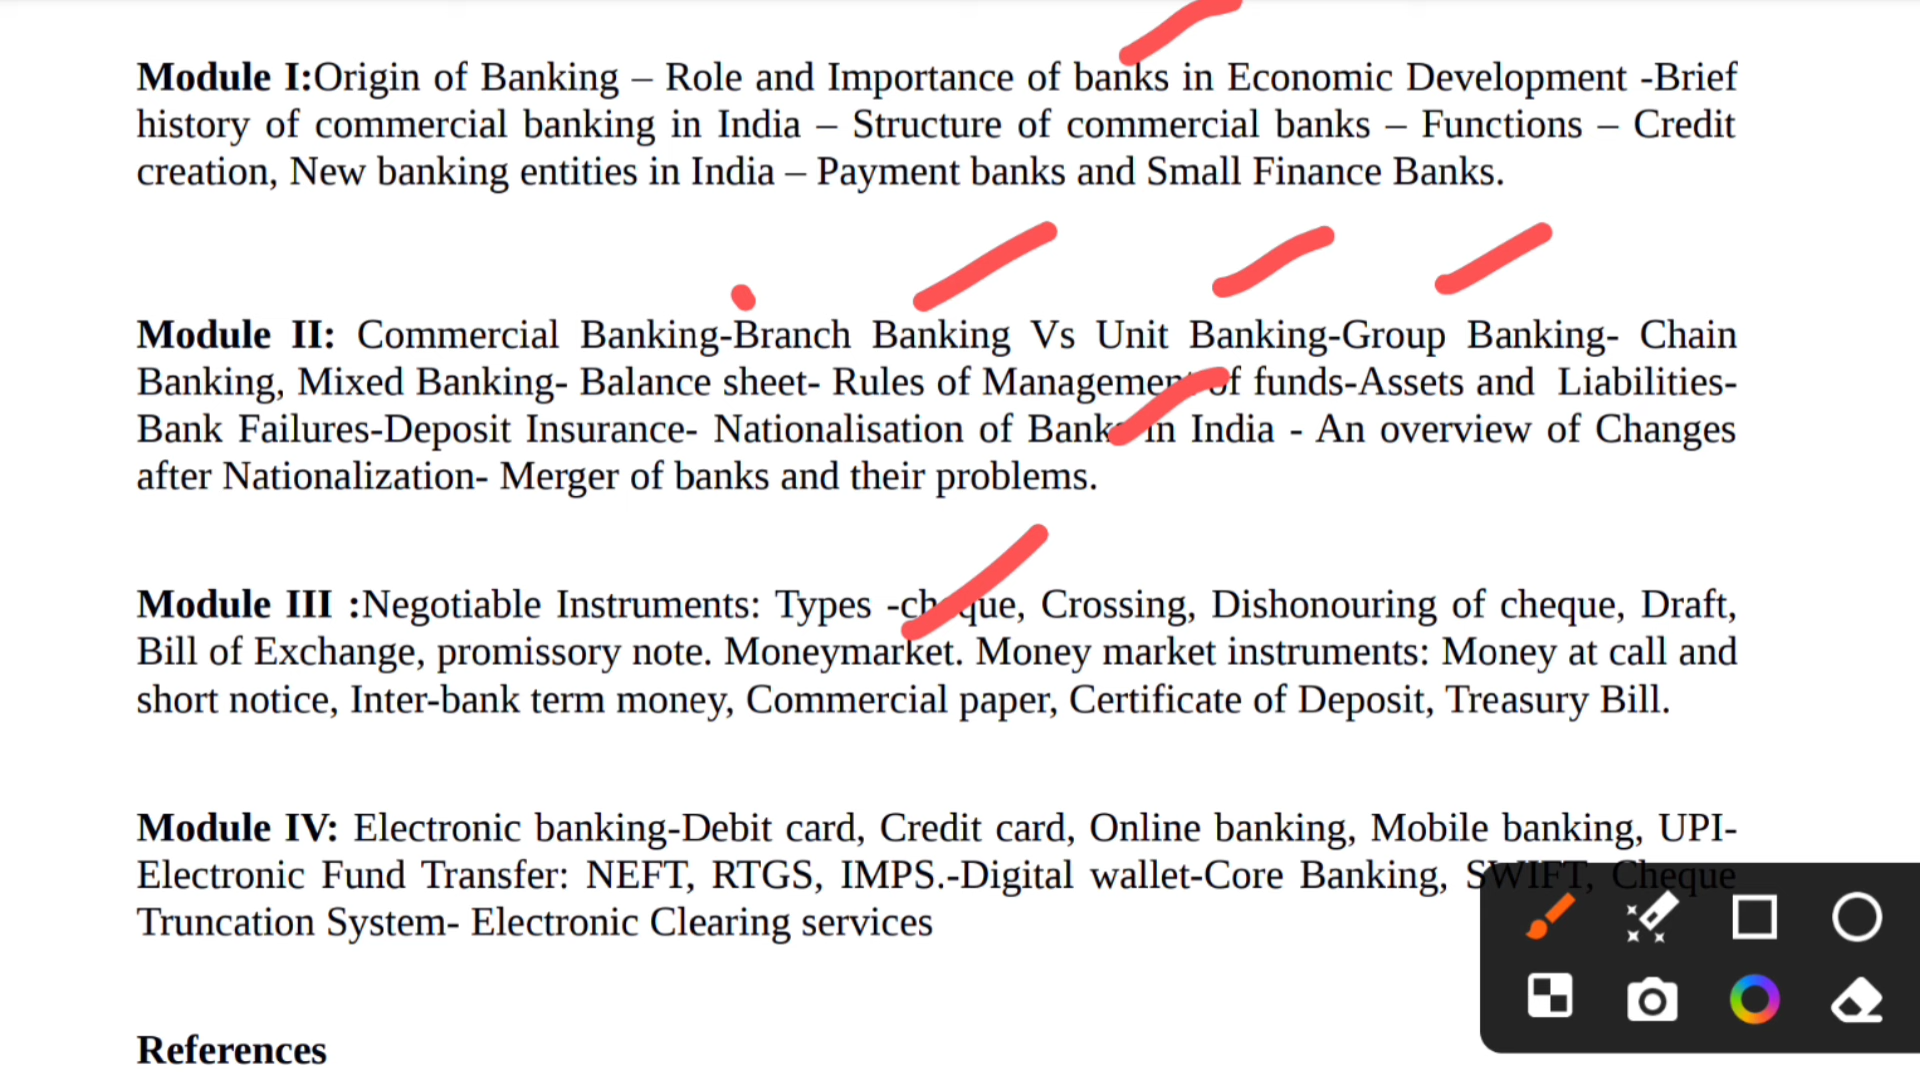 Module I:Origin of Banking – Role and Importance of banks in Economic Development -Brief
history of commercial banking in India – Structure of commercial banks – Functions – Credit
creation, New banking entities in India – Payment banks and Small Finance Banks.
Module II: Commercial Banking-Branch Banking Vs Unit Banking-Group Banking- Chain
Banking, Mixed Banking- Balance sheet- Rules of Management of funds-Assets and Liabilities-
Bank Failures-Deposit Insurance- Nationalisation of Banks in India - An overview of Changes
after Nationalization- Merger of banks and their problems.
Module III :Negotiable Instruments: Types -cheque, Crossing, Dishonouring of cheque, Draft,
Bill of Exchange, promissory note. Moneymarket. Money market instruments: Money at call and
short notice, Inter-bank term money, Commercial paper, Certificate of Deposit, Treasury Bill.
Module IV: Electronic banking-Debit card, Credit card, Online banking, Mobile banking, UPI-
Electronic Fund Transfer: NEFT, RTGS, IMPS.-Digital wallet-Core Banking, SWIFT, Cheque
Truncation System- Electronic Clearing services
References